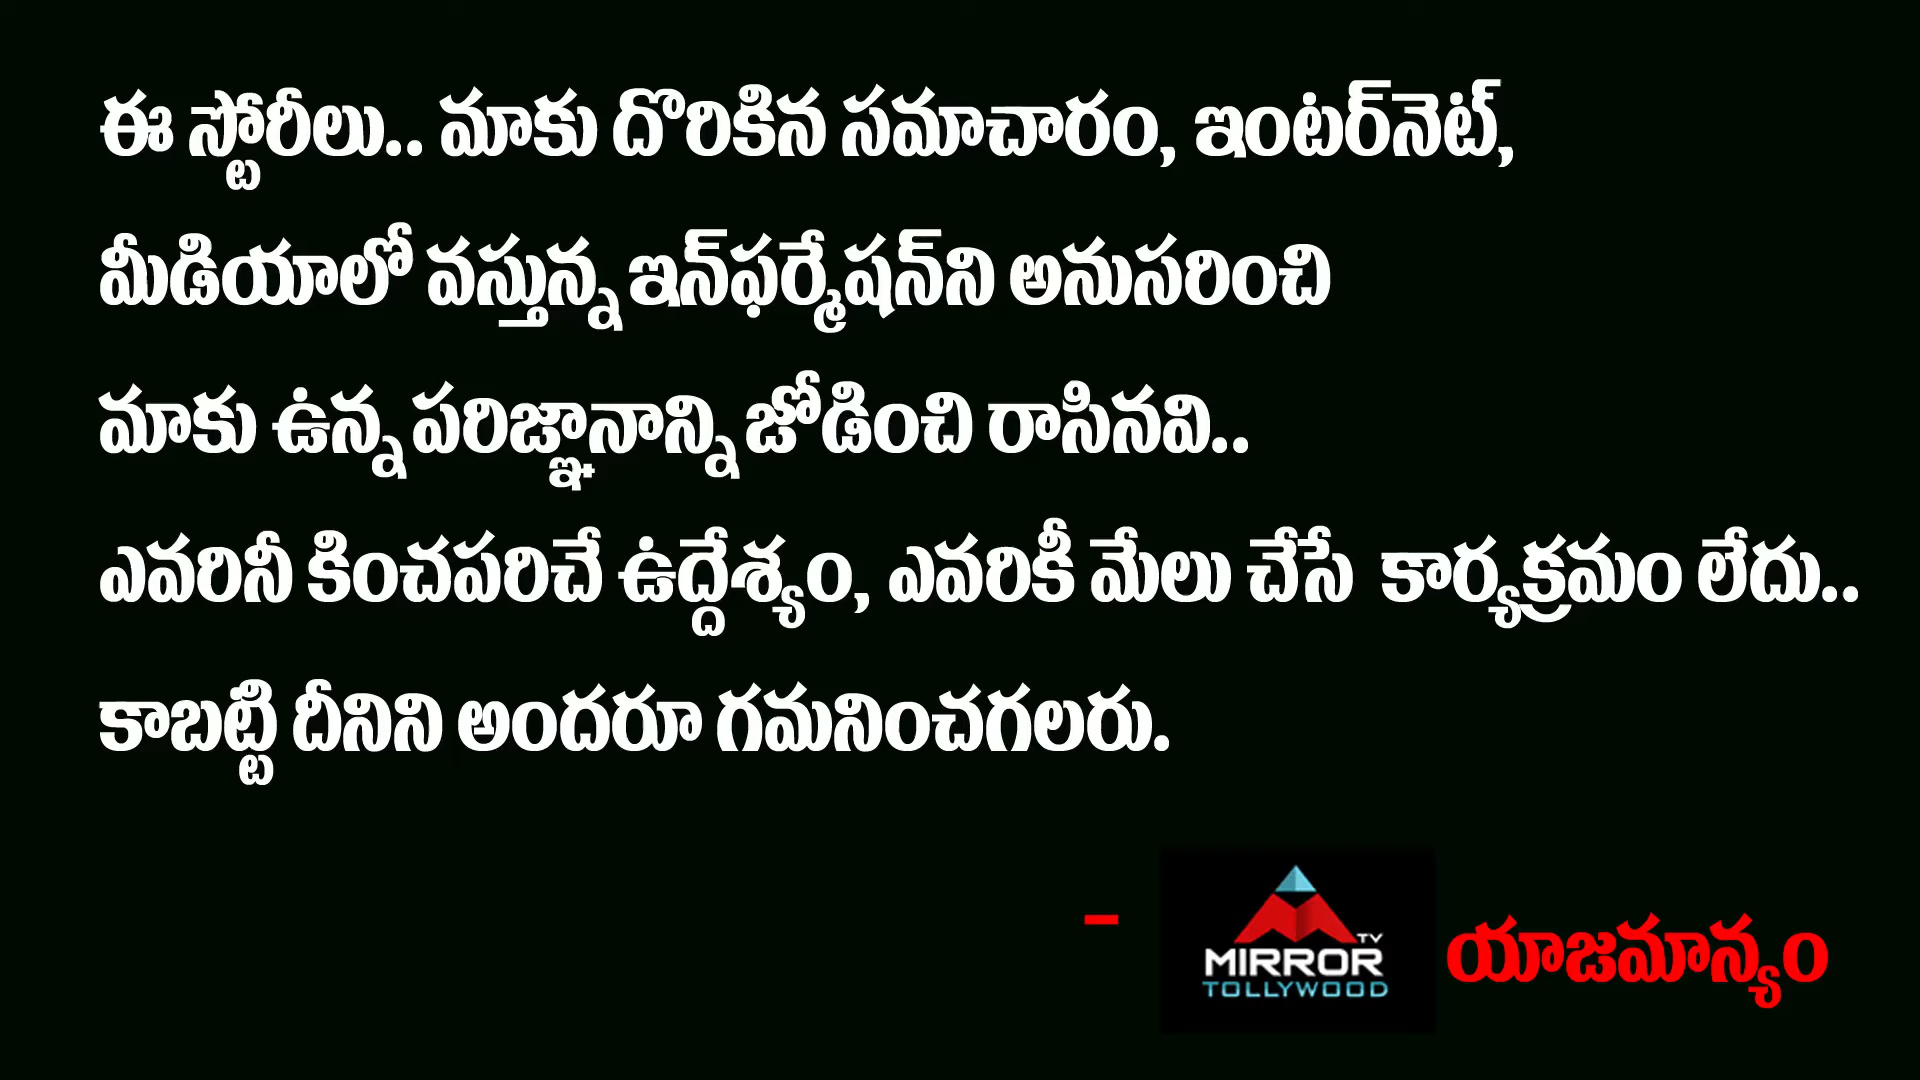 ఈ స్టోరీలు.. మాకు దొరికిన సమాచారం, ఇంటర్‌నెట్,
మీడియాలో వస్తున్న ఇన్‌ఫర్మేషన్‌ని అనుసరించి
మాకు ఉన్న పరిజ్ఞానాన్ని జోడించి రాసినవి..
ఎవరినీ కించపరిచే ఉద్దేశ్యం, ఎవరికీ మేలు చేసే కార్యక్రమం లేదు..
కాబట్టి దీనిని అందరూ గమనించగలరు.
- MIRROR TV TOLLYWOOD యాజమాన్యం